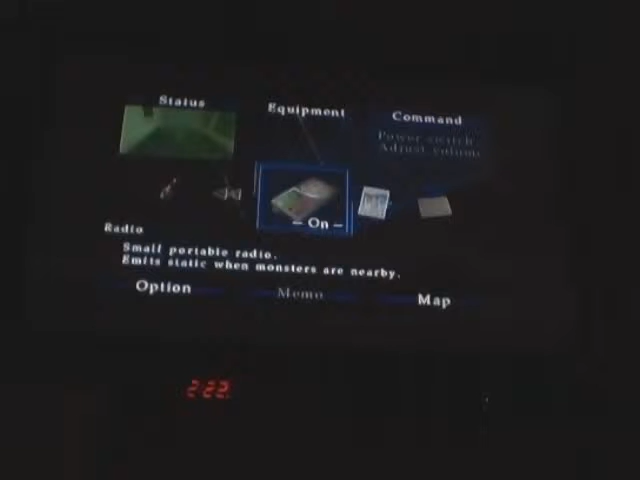 Status
Equipment
Command
Power switch
Adjust volume
– On –
Radio
Small portable radio.
Emits static when monsters are nearby.
Option
Memo
Map
2:22